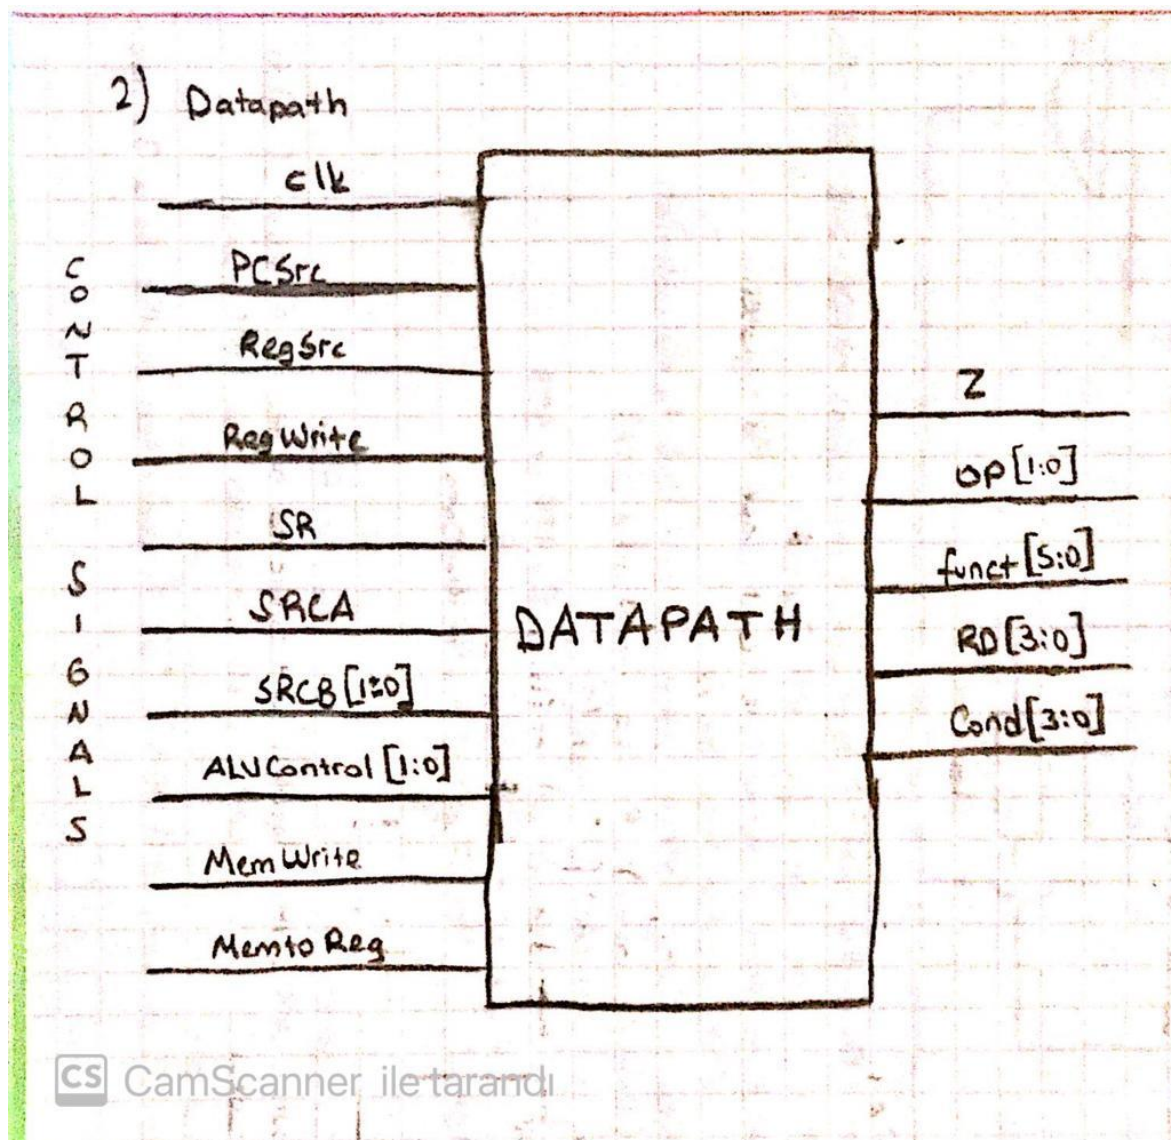 2) Datapath
clk
PCSrc
RegSrc
RegWrite
SR
SRCA
SRCB [1:0]
ALUControl [1:0]
MemWrite
MemtoReg
CONTROL SIGNALS
DATAPATH
Z
OP[1:0]
funct[5:0]
RD[3:0]
Cond[3:0]
CS CamScanner ile tarandı